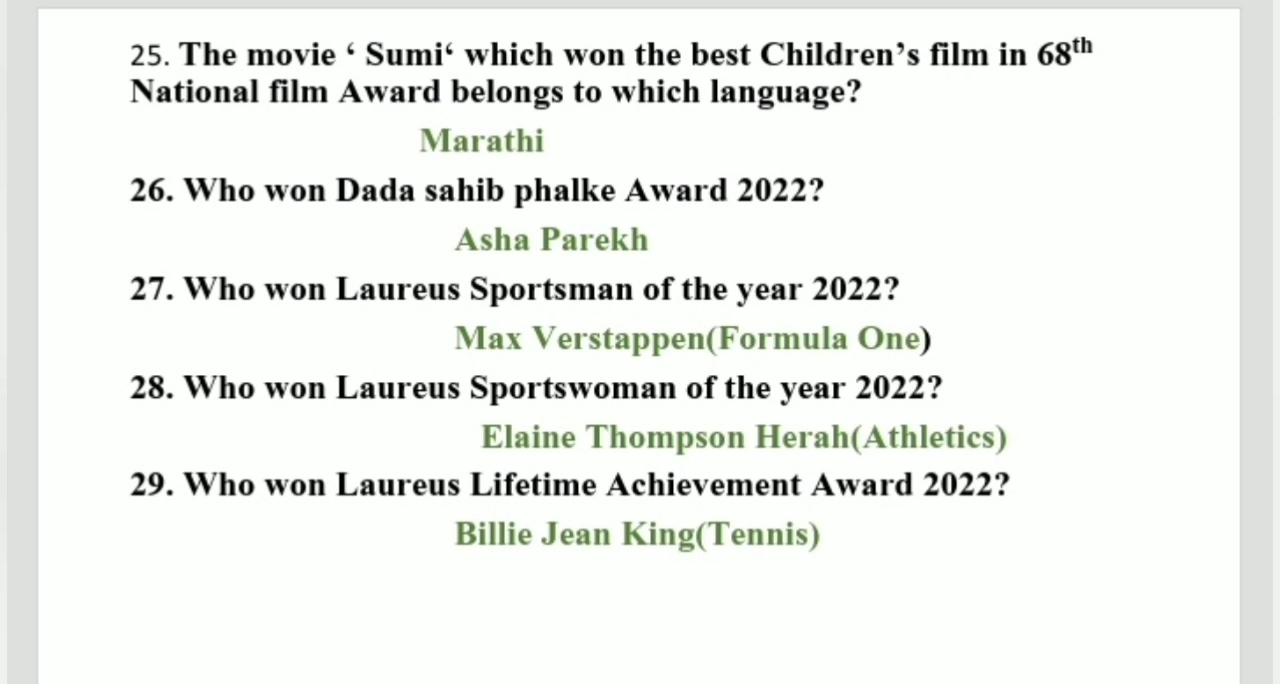 25. The movie ‘ Sumi‘ which won the best Children’s film in 68th
National film Award belongs to which language?
Marathi
26. Who won Dada sahib phalke Award 2022?
Asha Parekh
27. Who won Laureus Sportsman of the year 2022?
Max Verstappen(Formula One)
28. Who won Laureus Sportswoman of the year 2022?
Elaine Thompson Herah(Athletics)
29. Who won Laureus Lifetime Achievement Award 2022?
Billie Jean King(Tennis)